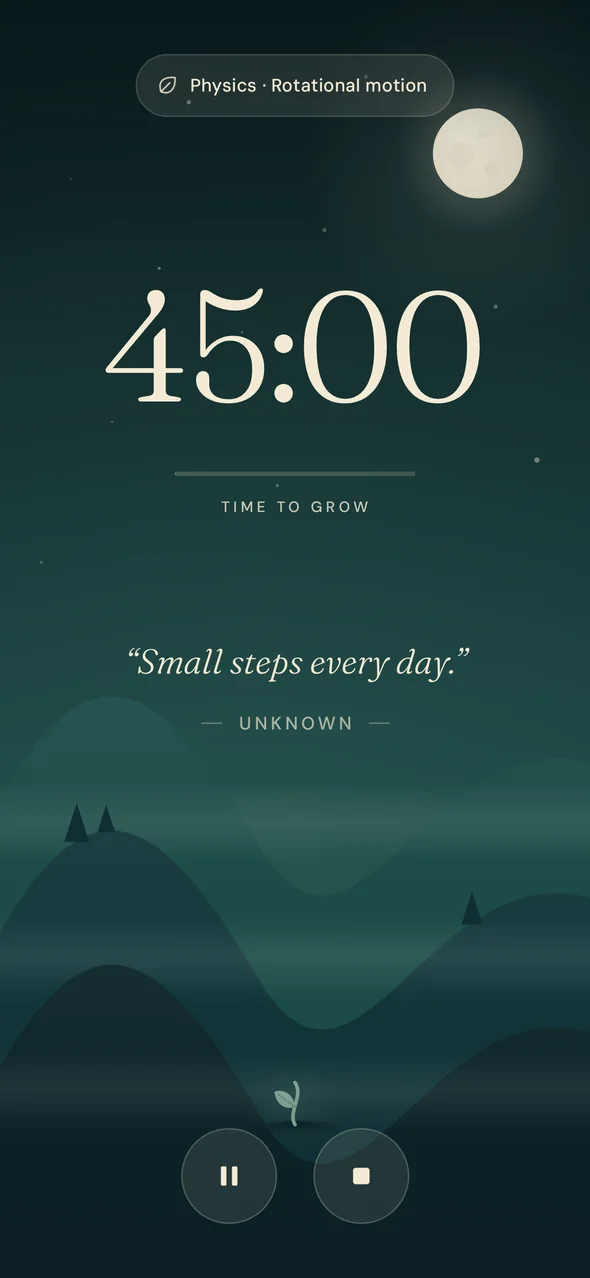 Physics · Rotational motion
45:00
TIME TO GROW
“Small steps every day.”
— UNKNOWN —